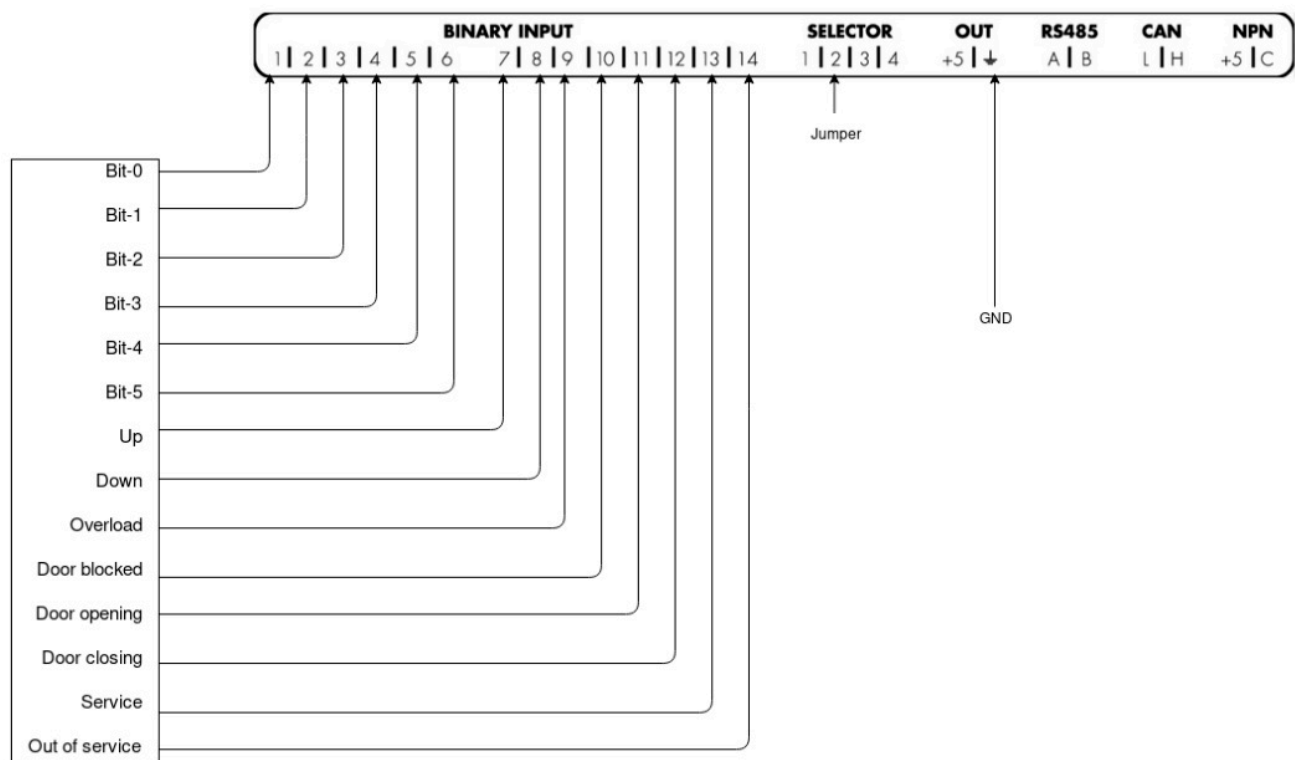 BINARY INPUT SELECTOR OUT RS485 CAN NPN
1 | 2 | 3 | 4 | 5 | 6 7 | 8 | 9 | 10 | 11 | 12 | 13 | 14 1 | 2 | 3 | 4 +5 | ⏚ A | B L | H +5 | C
Jumper
Bit-0
Bit-1
Bit-2
Bit-3
GND
Bit-4
Bit-5
Up
Down
Overload
Door blocked
Door opening
Door closing
Service
Out of service